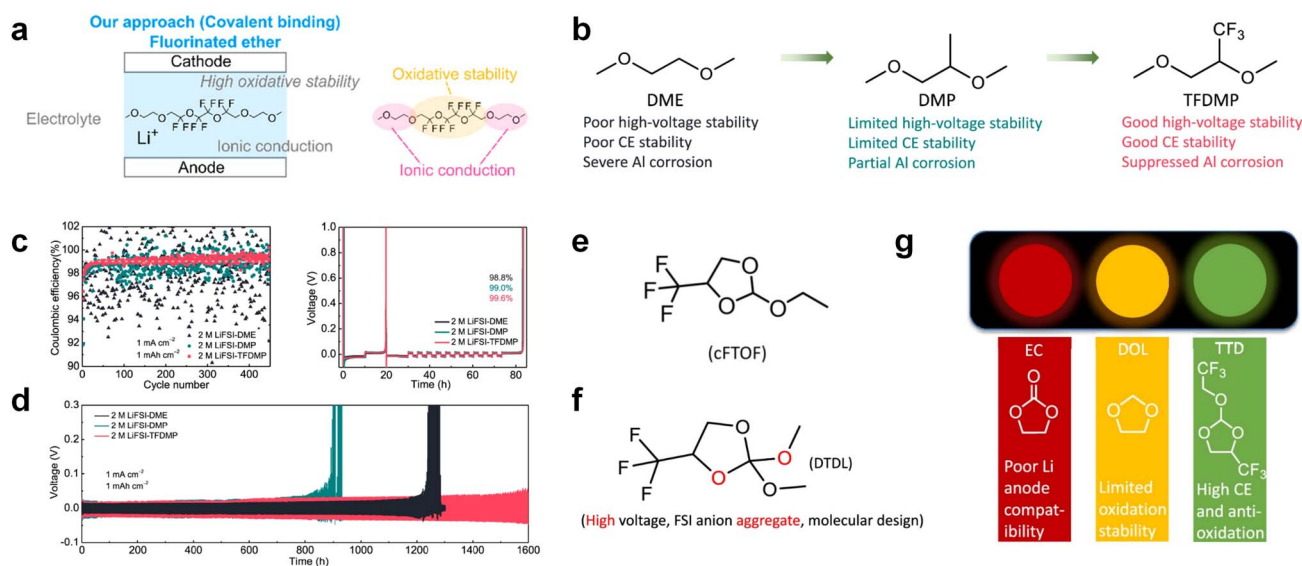 a
Our approach (Covalent binding)
Fluorinated ether
Cathode
High oxidative stability
Electrolyte
Li+
Ionic conduction
Anode
Oxidative stability
Ionic conduction
b
DME
Poor high-voltage stability
Poor CE stability
Severe Al corrosion
DMP
Limited high-voltage stability
Limited CE stability
Partial Al corrosion
CF3
TFDMP
Good high-voltage stability
Good CE stability
Suppressed Al corrosion
c
Coulombic efficiency(%)
102
100
98
96
94
92
90
1 mA cm-2
1 mAh cm-2
2 M LiFSI-DME
2 M LiFSI-DMP
2 M LiFSI-TFDMP
0
100
200
300
400
Cycle number
Voltage (V)
1.0
0.8
0.6
0.4
0.2
0.0
98.8%
99.0%
99.6%
2 M LiFSI-DME
2 M LiFSI-DMP
2 M LiFSI-TFDMP
0
20
40
60
80
Time (h)
d
Voltage (V)
0.3
0.2
0.1
0.0
-0.1
2 M LiFSI-DME
2 M LiFSI-DMP
2 M LiFSI-TFDMP
1 mA cm-2
1 mAh cm-2
0
200
400
600
800
1000
1200
1400
1600
Time (h)
e
F
F
F
O
O
O
(cFTOF)
f
F
F
F
O
O
O
O
(DTDL)
(High voltage, FSI anion aggregate, molecular design)
g
EC
O
O
O
Poor Li
anode
compat-
ibility
DOL
O
O
Limited
oxidation
stability
TTD
CF3
O
O
O
CF3
High CE
and anti-
oxidation